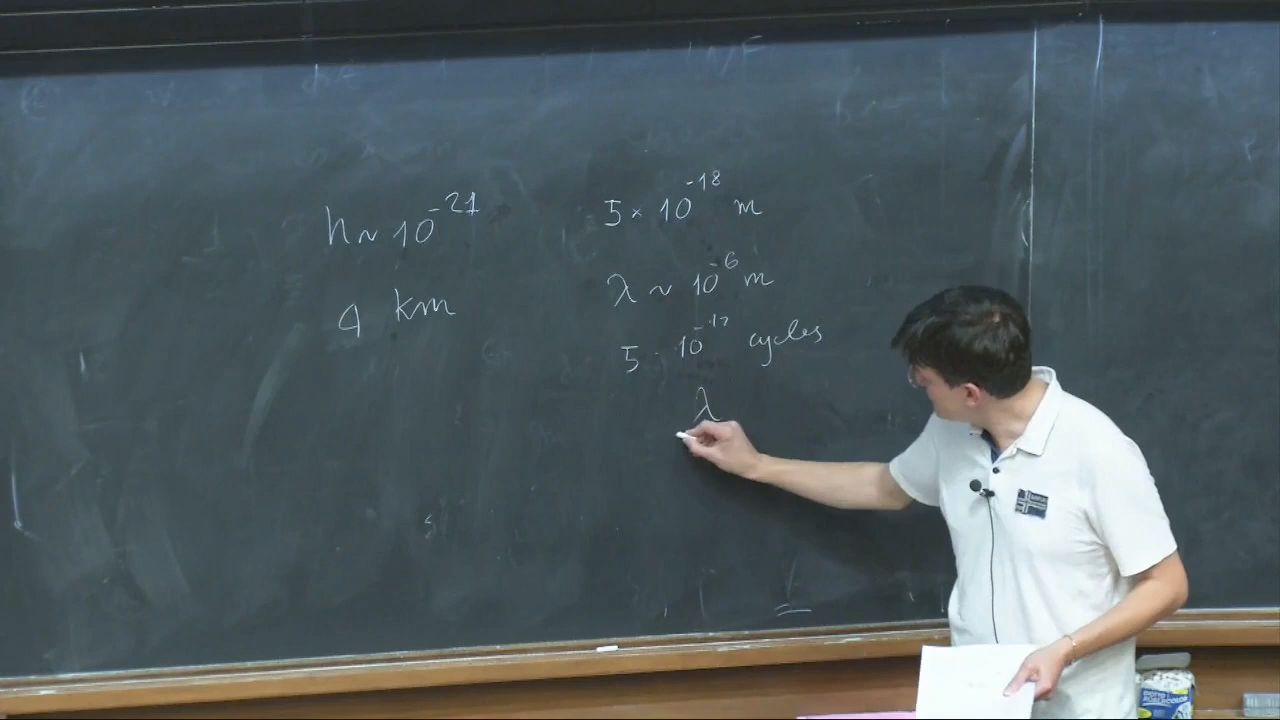 h ~ 10^-21
4 km
5 × 10^-18 m
λ ~ 10^-6 m
5 · 10^-12 cycles
λ